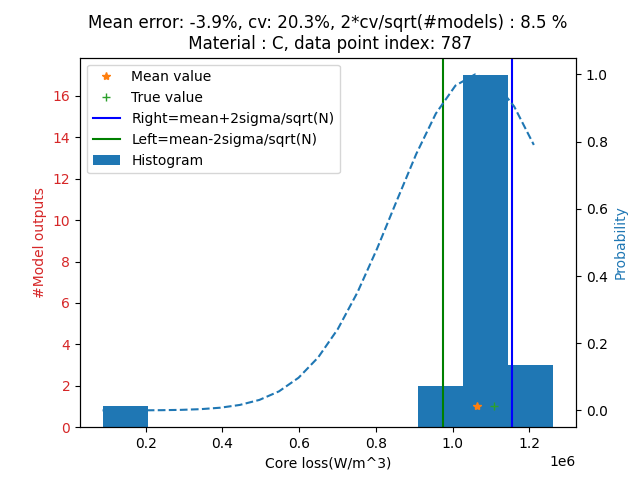 Mean error: -3.9%, cv: 20.3%, 2*cv/sqrt(#models) : 8.5 %
Material : C, data point index: 787
Mean value
True value
Right=mean+2sigma/sqrt(N)
Left=mean-2sigma/sqrt(N)
Histogram
#Model outputs
16
14
12
10
8
6
4
2
0
1.0
0.8
0.6
0.4
0.2
0.0
Probability
0.2 0.4 0.6 0.8 1.0 1.2
1e6
Core loss(W/m^3)